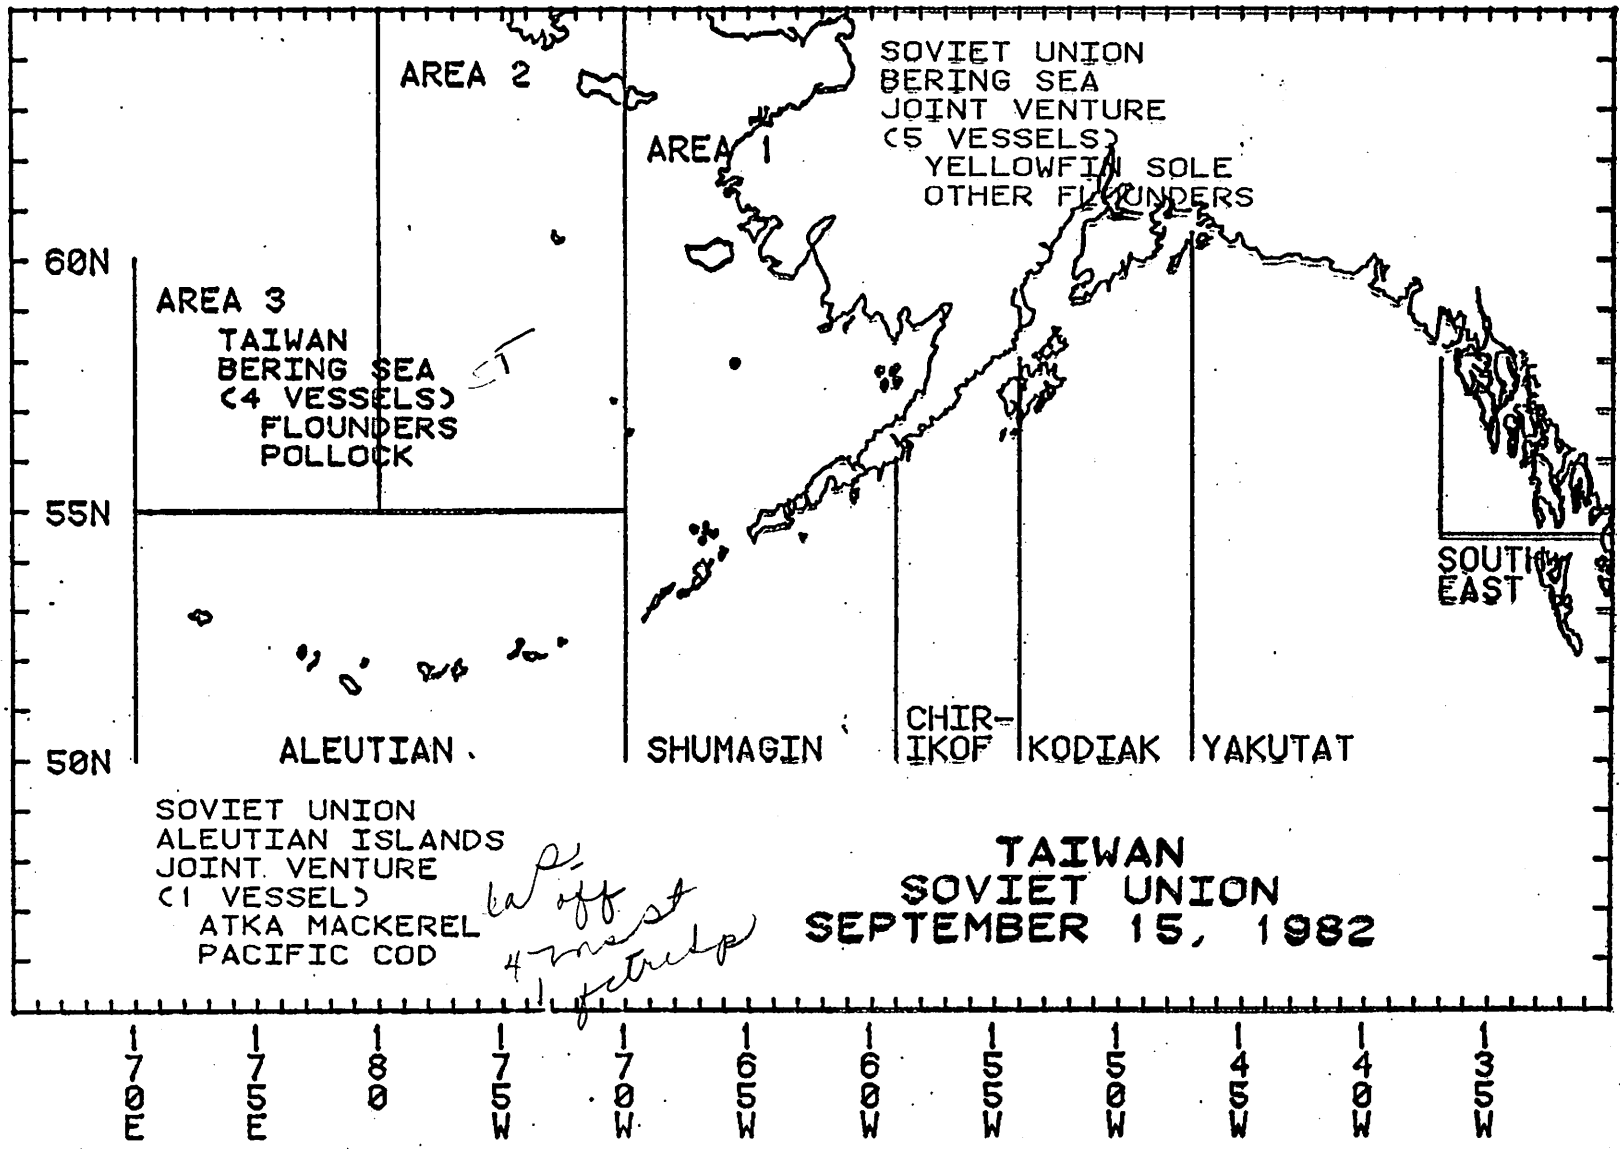 AREA 2
SOVIET UNION
BERING SEA
JOINT VENTURE
(5 VESSELS)
YELLOWFIN SOLE
OTHER FLOUNDERS
AREA 1
60N
AREA 3
TAIWAN
BERING SEA
(4 VESSELS)
FLOUNDERS
POLLOCK
55N
SOUTH
EAST
50N
ALEUTIAN
SHUMAGIN
CHIR-
IKOF
KODIAK
YAKUTAT
SOVIET UNION
ALEUTIAN ISLANDS
JOINT VENTURE
(1 VESSEL)
ATKA MACKEREL
PACIFIC COD
off
4
1
TAIWAN
SOVIET UNION
SEPTEMBER 15, 1982
170E
175E
180
175W
170W
165W
160W
155W
150W
145W
140W
135W